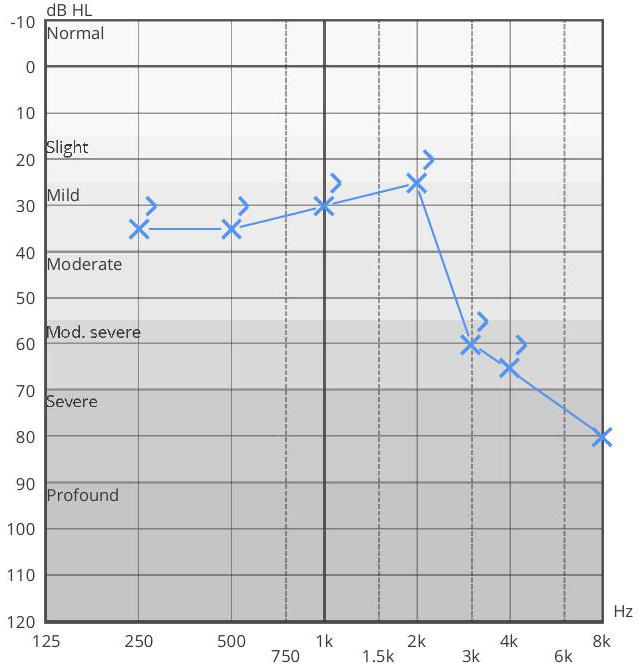 dB HL
-10
Normal
0
10
Slight
20
Mild
30
40
Moderate
50
Mod. severe
60
70
Severe
80
90
Profound
100
110
120
Hz
125 250 500 1k 2k 4k 8k
750 1.5k 3k 6k